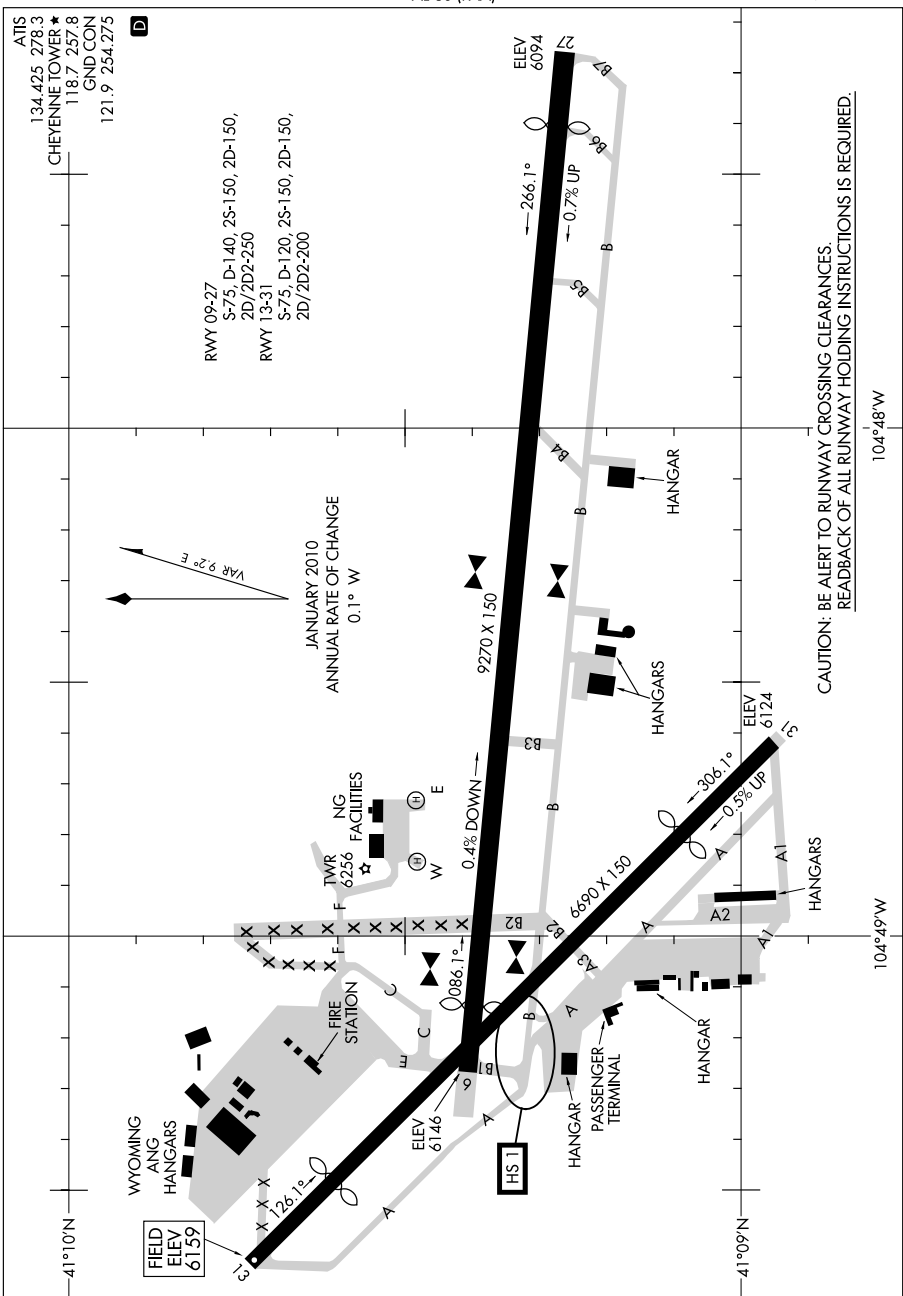 ATIS
134.425 278.3
CHEYENNE TOWER ★
118.7 257.8
GND CON
121.9 254.275
D
RWY 09-27
S-75, D-140, 2S-150, 2D-150,
2D/2D2-250
RWY 13-31
S-75, D-120, 2S-150, 2D-150,
2D/2D2-200
VAR 9.2° E
JANUARY 2010
ANNUAL RATE OF CHANGE
0.1° W
41°10'N
WYOMING
ANG
HANGARS
FIELD
ELEV
6159
13
126.1°
X X X
FIRE
STATION
TWR
6256
NG
FACILITIES
H
W
H
E
F
F
X X X X X X X X X
X X X X X
C
C
E
A
A
ELEV
6146
9
086.1°
0.4% DOWN
9270 X 150
266.1°
0.7% UP
ELEV
6094
27
B1
B
B2
B2
B3
B
B
B4
B5
B
B6
B7
HS 1
HANGAR
PASSENGER
TERMINAL
HANGAR
A
A3
A
A
A2
A1
A1
HANGARS
6690 X 150
306.1°
0.5% UP
ELEV
6124
31
HANGARS
HANGAR
CAUTION: BE ALERT TO RUNWAY CROSSING CLEARANCES.
READBACK OF ALL RUNWAY HOLDING INSTRUCTIONS IS REQUIRED.
41°09'N
104°49'W
104°48'W